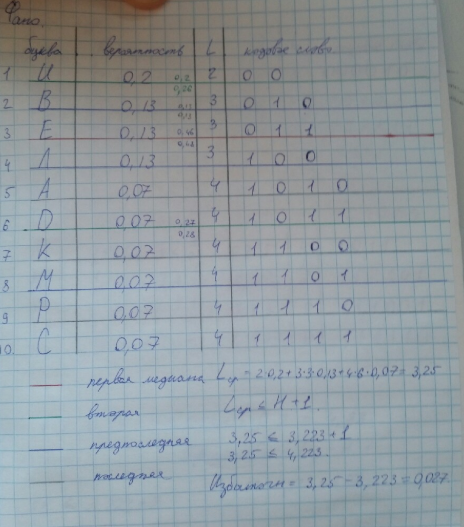 Фано.
буква вероятность L кодовое слово
1 И 0,2 0,2 2 0 0
0,26
2 В 0,13 0,13 3 0 1 0
0,13
3 Е 0,13 0,46 3 0 1 1
4 Л 0,13 3 1 0 0
5 А 0,07 4 1 0 1 0
6 D 0,07 0,27 4 1 0 1 1
0,28
7 К 0,07 4 1 1 0 0
8 М 0,07 4 1 1 0 1
9 Р 0,07 4 1 1 1 0
10. С 0,07 4 1 1 1 1
первая медиана Lср = 2·0,2+3·3·0,13+4·6·0,07=3,25
вторая Lср ≤ H+1.
предпоследняя 3,25 ≤ 3,223+1
3,25 ≤ 4,223.
последняя Избыточн = 3,25-3,223=0,027.